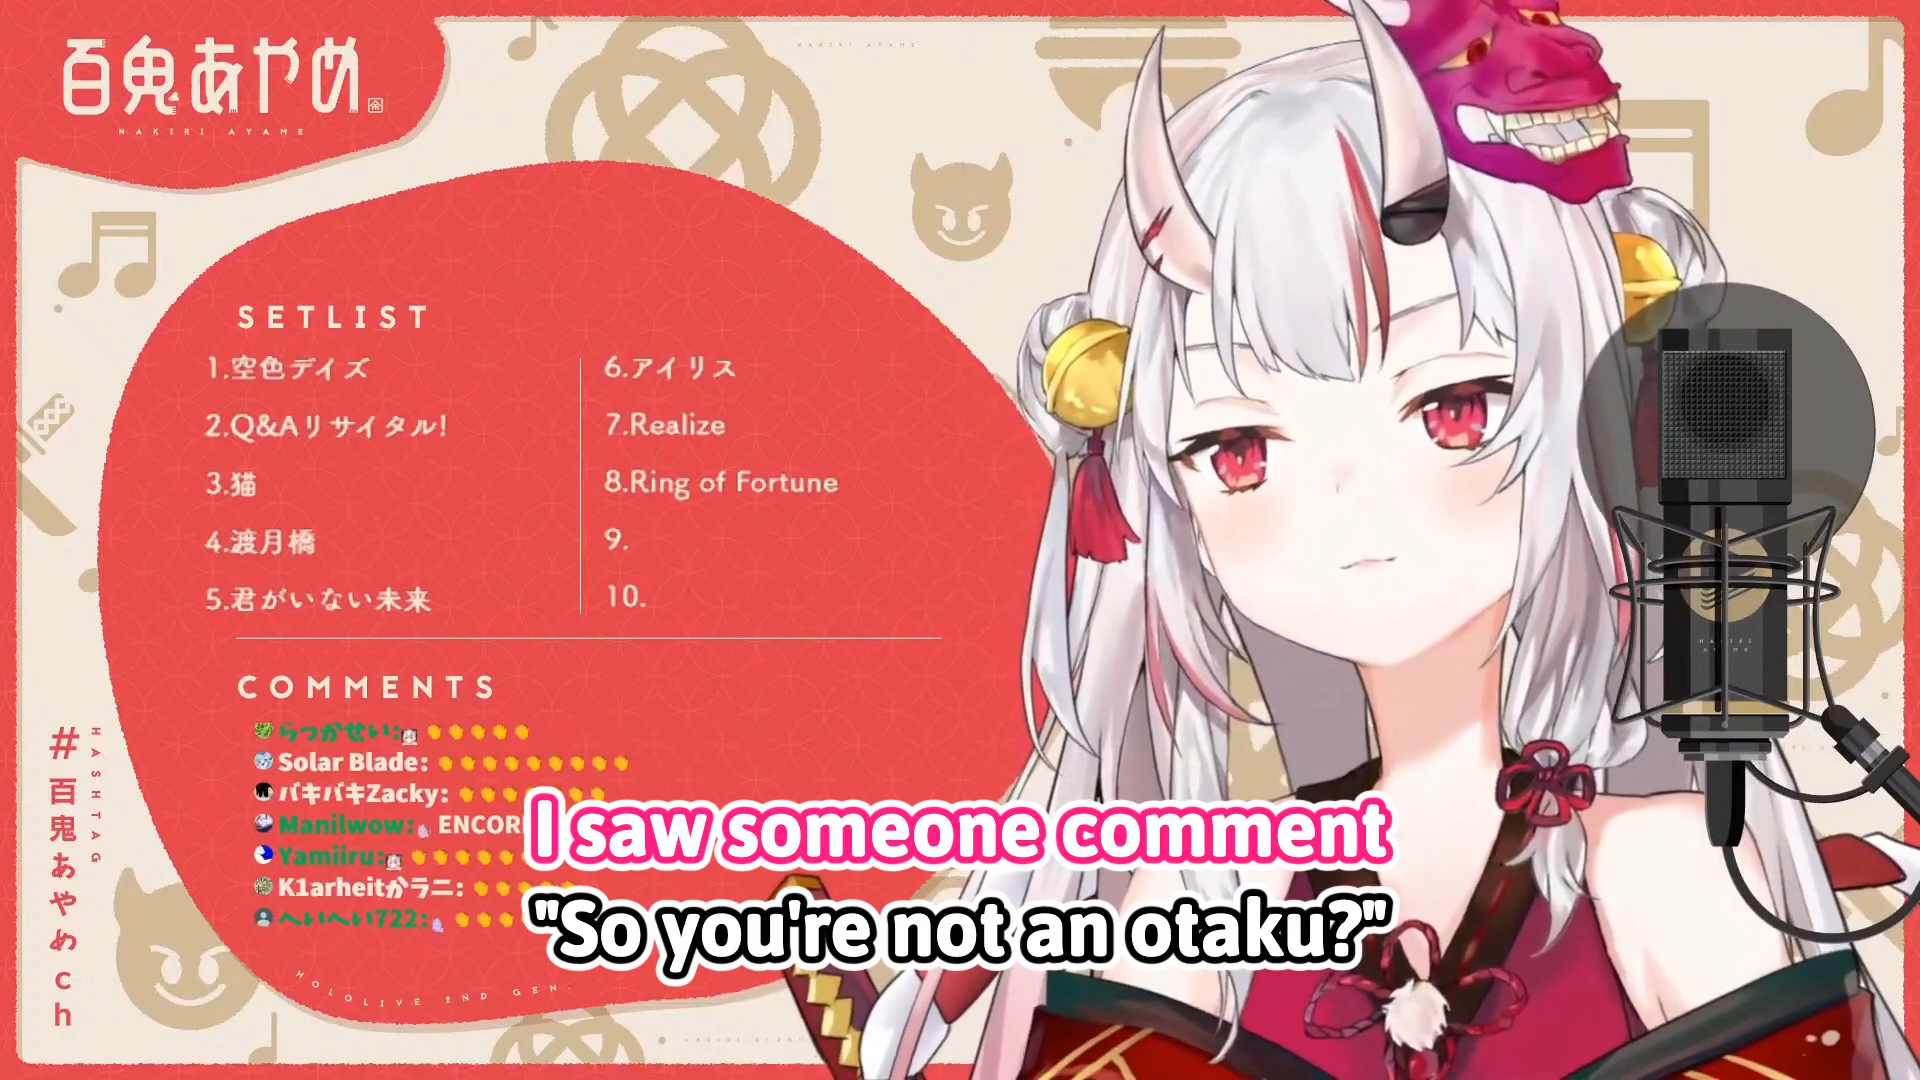 百鬼あやめ
NAKIRI AYAME
NAKIRI AYAME
SETLIST
1.空色デイズ
2.Q&Aリサイタル!
3.猫
4.渡月橋
5.君がいない未来
6.アイリス
7.Realize
8.Ring of Fortune
9.
10.
COMMENTS
らっかせい:
Solar Blade:
バキバキZacky:
Manilwow: ENCOR
Yamiiru:
K1arheitかラニ:
へいへい722:
I saw someone comment
"So you're not an otaku?"
#百鬼あやめch
HASHTAG
HOLOLIVE 2ND GEN.
NAKIRI
AYAME